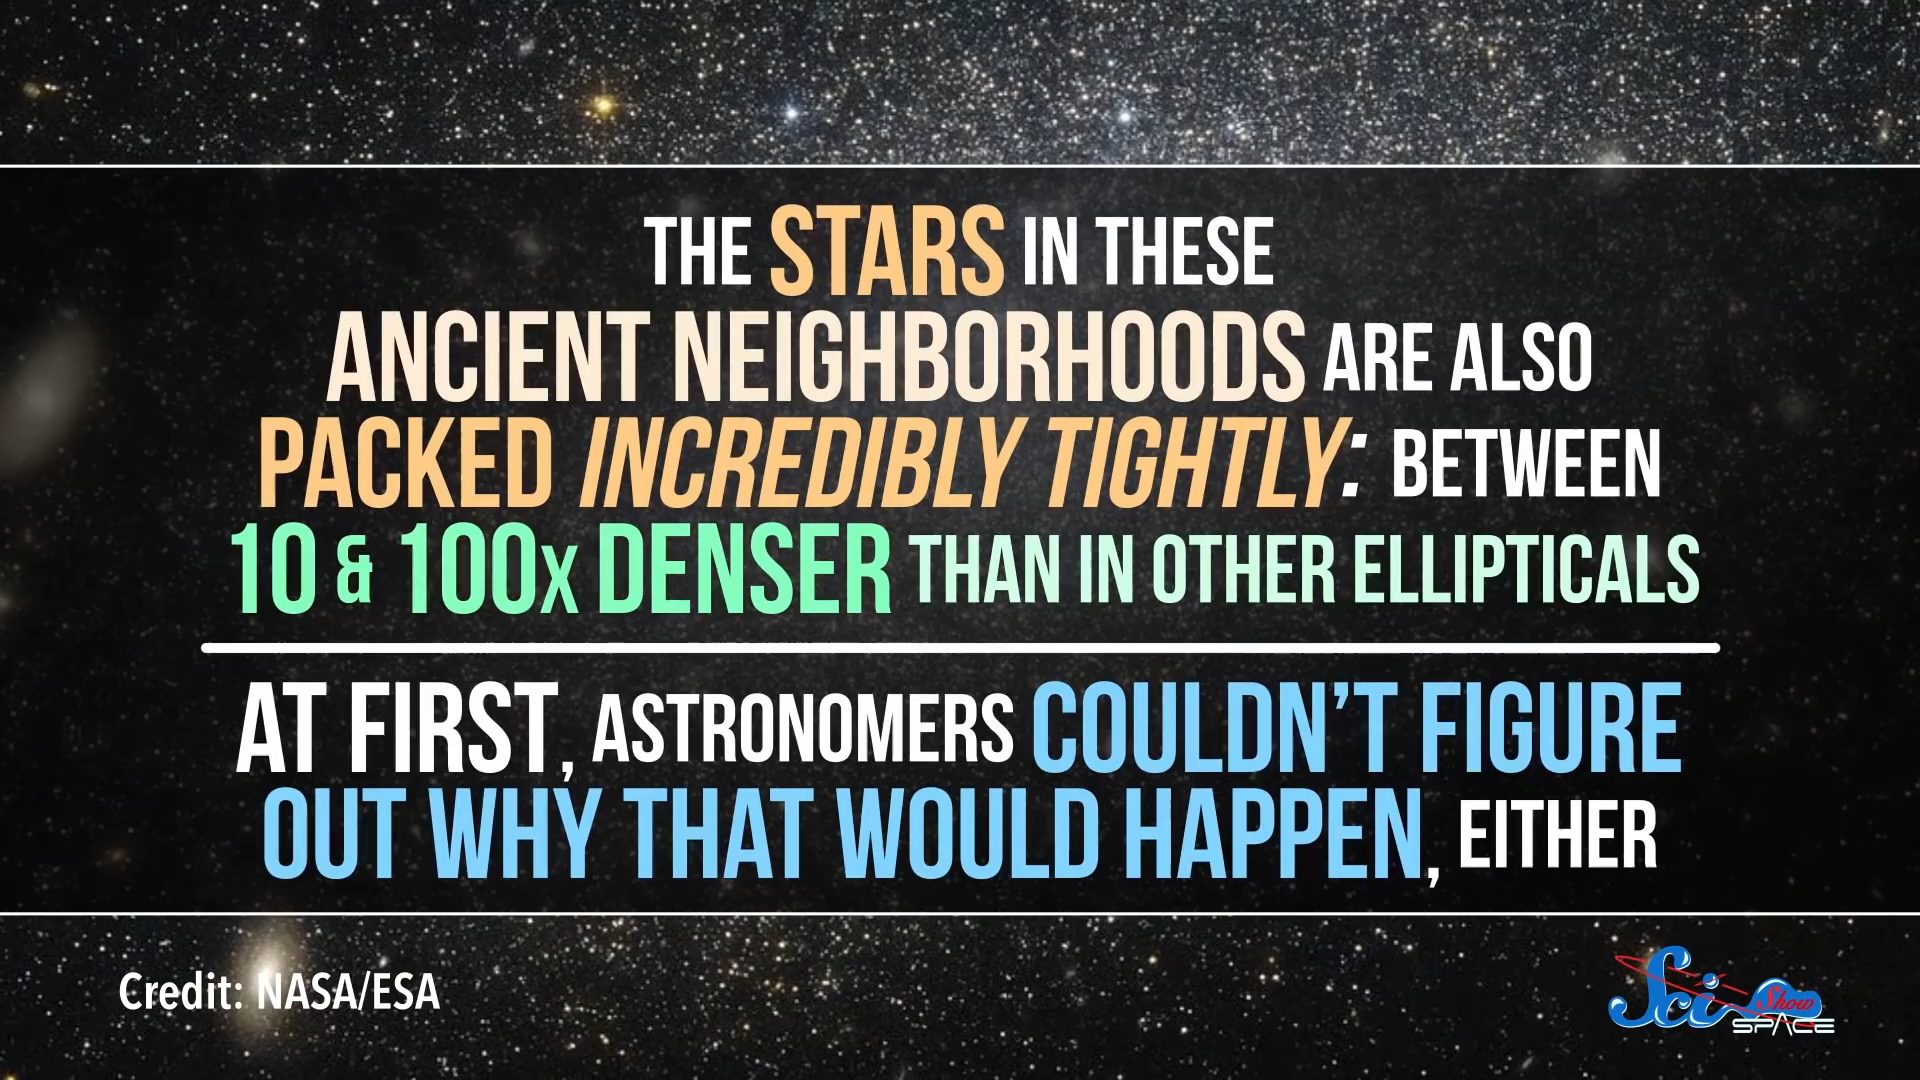 THE STARS IN THESE
ANCIENT NEIGHBORHOODS ARE ALSO
PACKED INCREDIBLY TIGHTLY: BETWEEN
10 & 100x DENSER THAN IN OTHER ELLIPTICALS
AT FIRST, ASTRONOMERS COULDN'T FIGURE
OUT WHY THAT WOULD HAPPEN, EITHER
Credit: NASA/ESA
Sci Show
SPACE